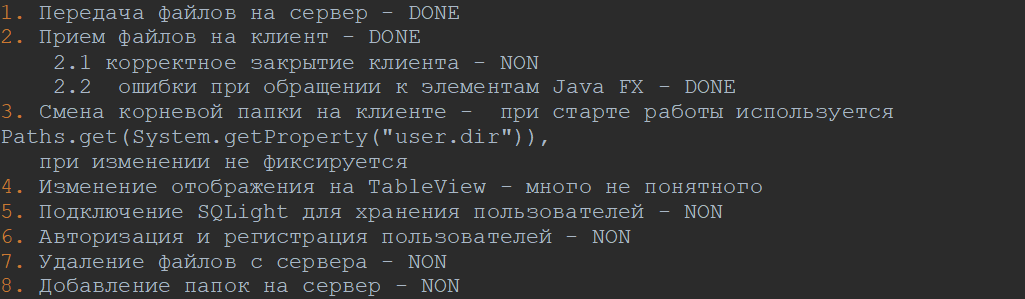 1. Передача файлов на сервер - DONE
2. Прием файлов на клиент - DONE
2.1 корректное закрытие клиента - NON
2.2 ошибки при обращении к элементам Java FX - DONE
3. Смена корневой папки на клиенте - при старте работы используется
Paths.get(System.getProperty("user.dir")),
при изменении не фиксируется
4. Изменение отображения на TableView - много не понятного
5. Подключение SQLight для хранения пользователей - NON
6. Авторизация и регистрация пользователей - NON
7. Удаление файлов с сервера - NON
8. Добавление папок на сервер - NON